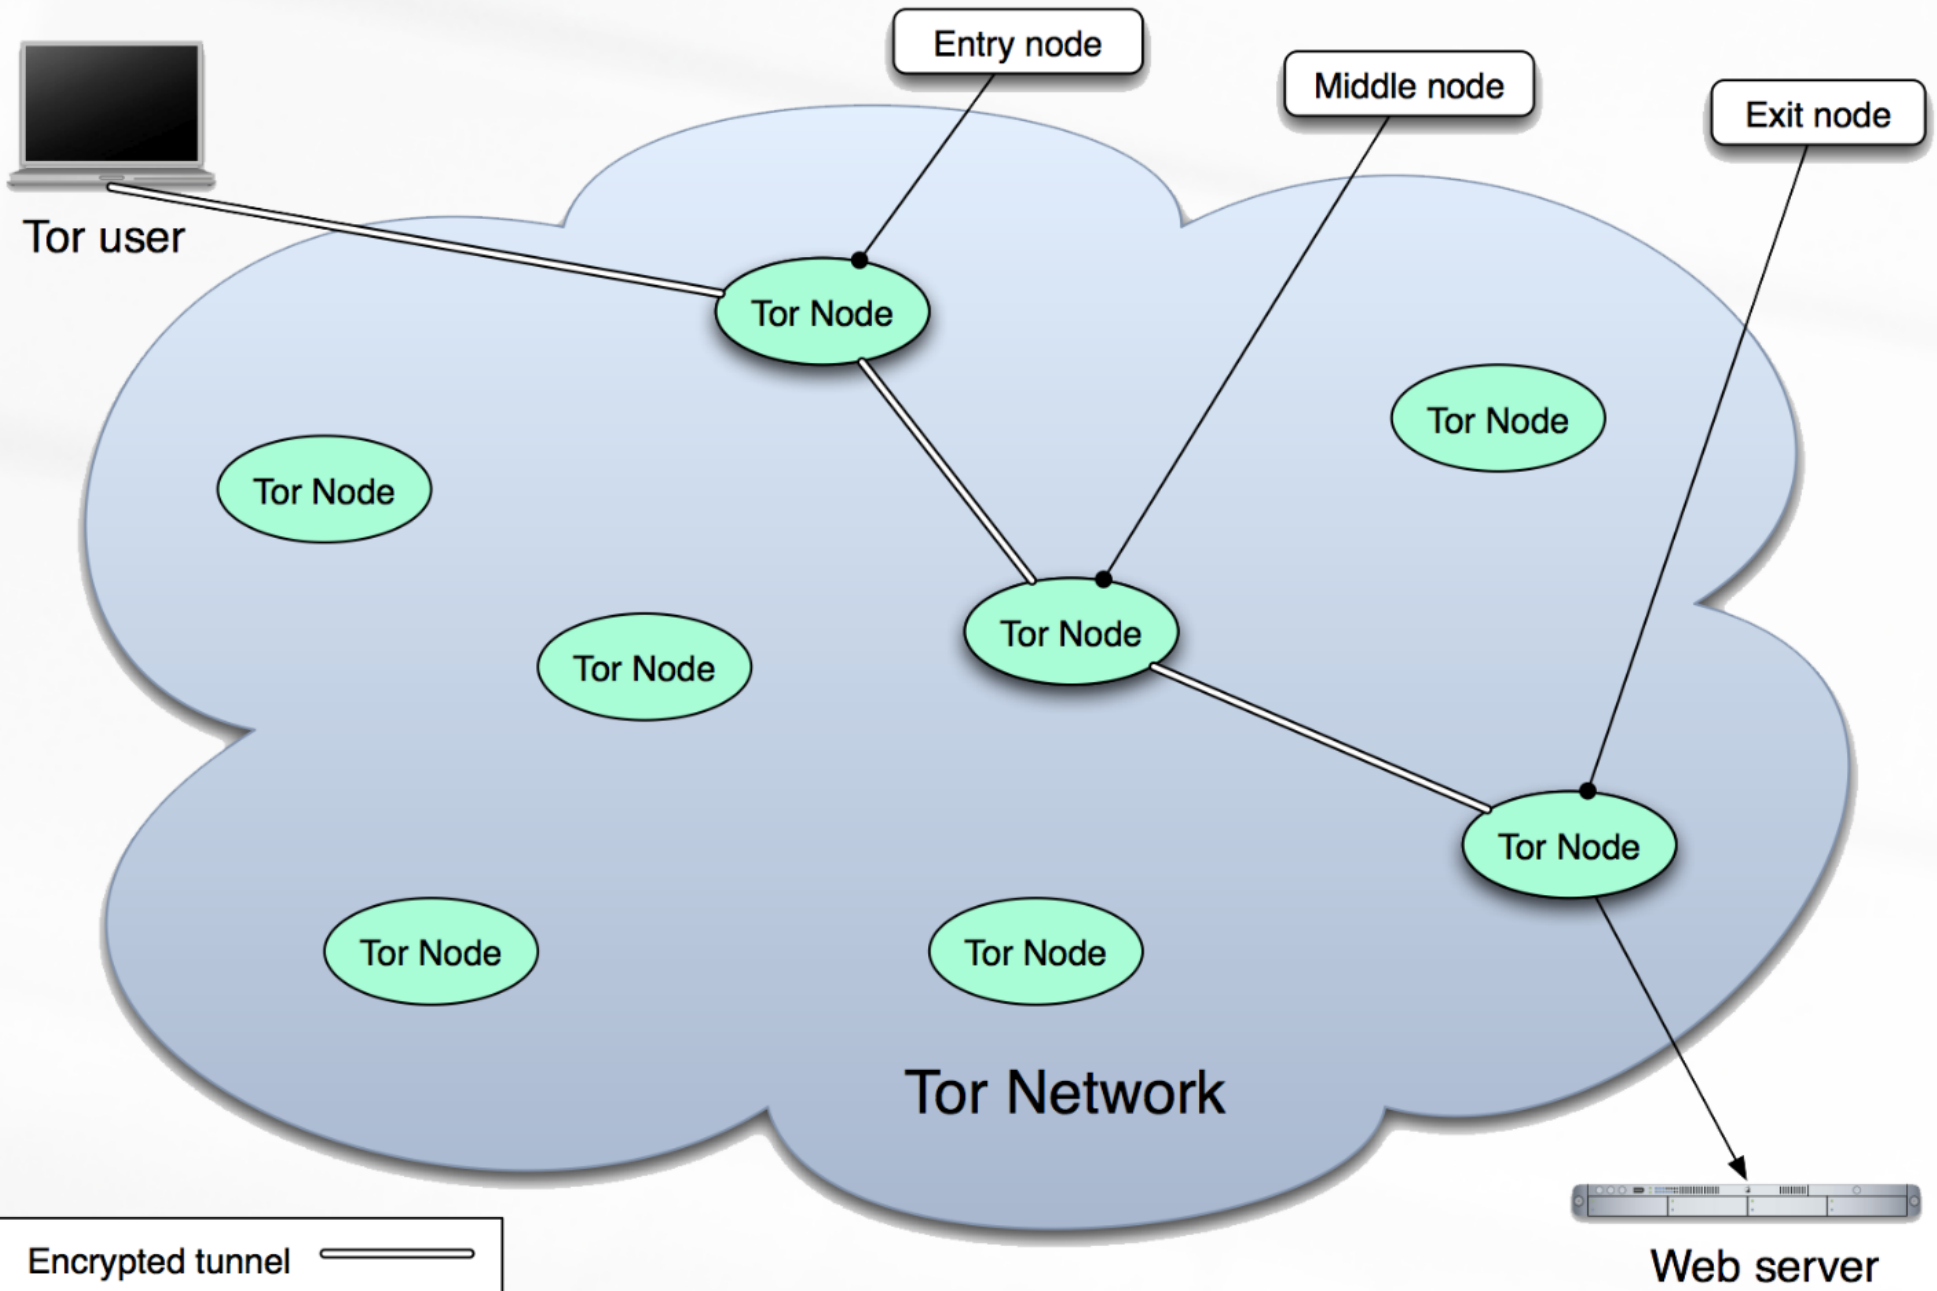 Entry node
Middle node
Exit node
Tor user
Tor Node
Tor Node
Tor Node
Tor Node
Tor Node
Tor Node
Tor Node
Tor Node
Tor Network
Encrypted tunnel
Web server